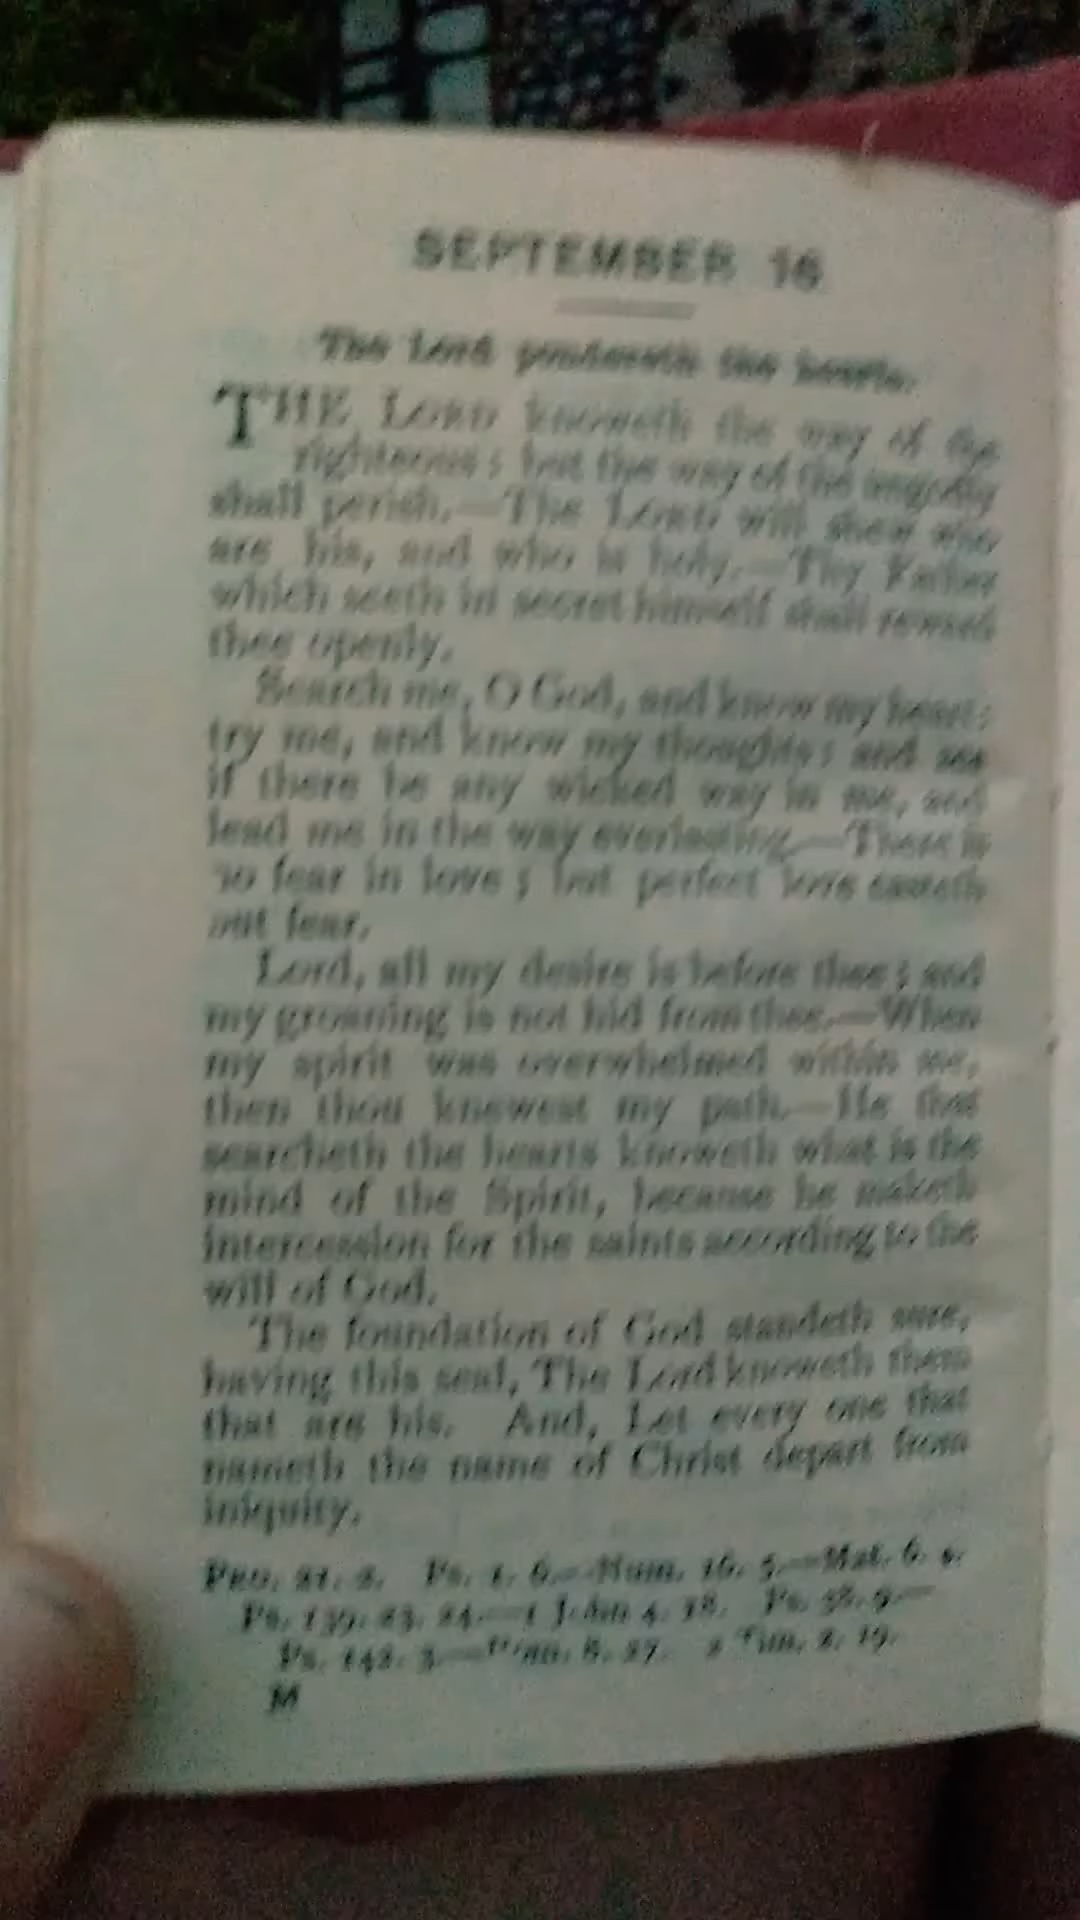 SEPTEMBER 16
The Lord pondereth the hearts.
THE LORD knoweth the way of the
righteous; but the way of the ungodly
shall perish.—The LORD will shew who
are his, and who is holy.—Thy Father
which seeth in secret himself shall reward
thee openly.
Search me, O God, and know my heart:
try me, and know my thoughts: and see
if there be any wicked way in me, and
lead me in the way everlasting.—There is
no fear in love; but perfect love casteth
out fear.
Lord, all my desire is before thee; and
my groaning is not hid from thee.—When
my spirit was overwhelmed within me,
then thou knewest my path.—He that
searcheth the hearts knoweth what is the
mind of the Spirit, because he maketh
intercession for the saints according to the
will of God.
The foundation of God standeth sure,
having this seal, The Lord knoweth them
that are his. And, Let every one that
nameth the name of Christ depart from
iniquity.
PRO. 21. 2. Ps. 1. 6.—Num. 16. 5.—Mat. 6. 4.
Ps. 139. 23, 24.—1 John 4. 18. Ps. 38. 9.—
Ps. 142. 3.—Rom. 8. 27. 2 Tim. 2. 19.
M